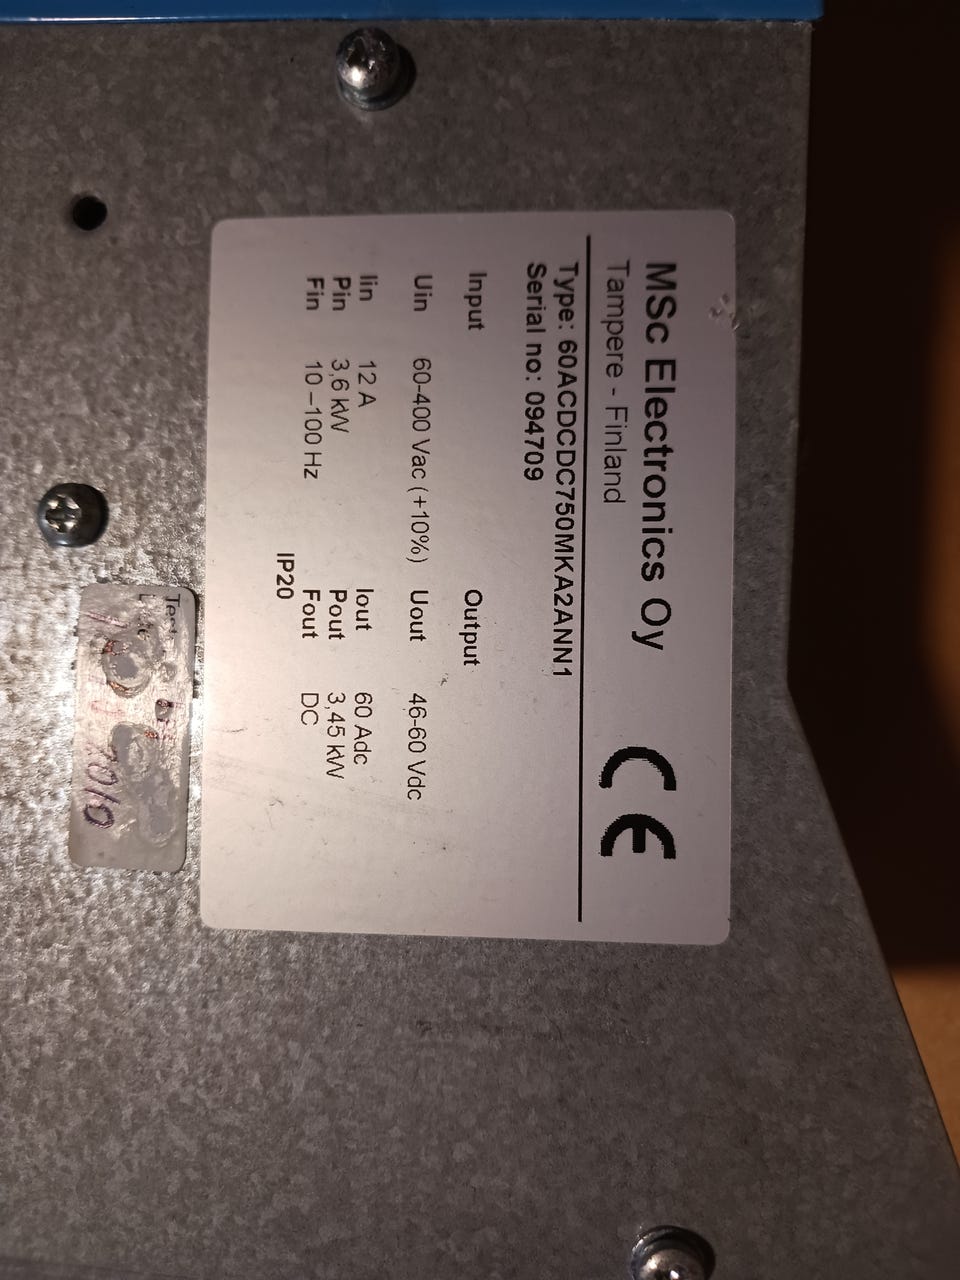 MSc Electronics Oy
Tampere - Finland
CE
Type: 60ACDCDC750MKA2ANN1
Serial no: 094709
Input Output
Uin 60-400 Vac (+10%) Uout 46-60 Vdc
Iin 12 A Iout 60 Adc
Pin 3,6 kW Pout 3,45 kW
Fin 10 –100 Hz Fout DC
IP20
2010